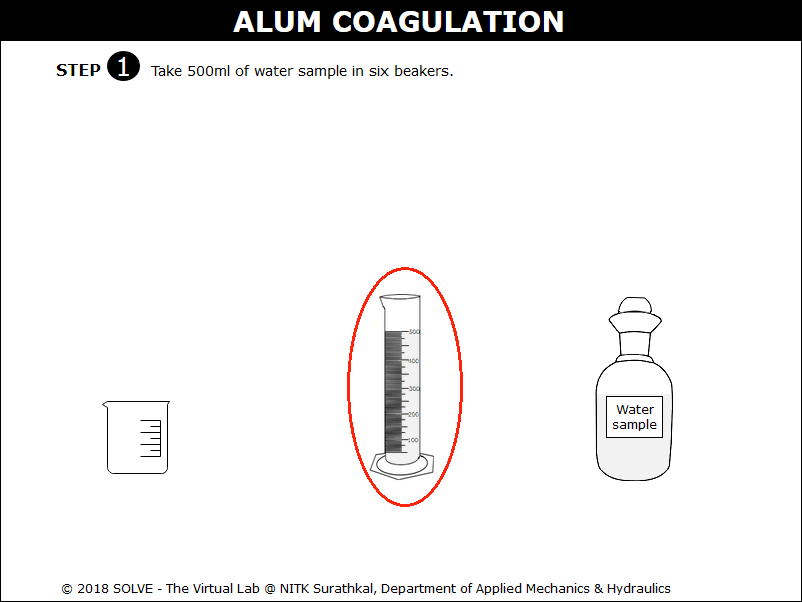 ALUM COAGULATION
STEP 1 Take 500ml of water sample in six beakers.
500
400
300
200
100
Water
sample
© 2018 SOLVE - The Virtual Lab @ NITK Surathkal, Department of Applied Mechanics & Hydraulics